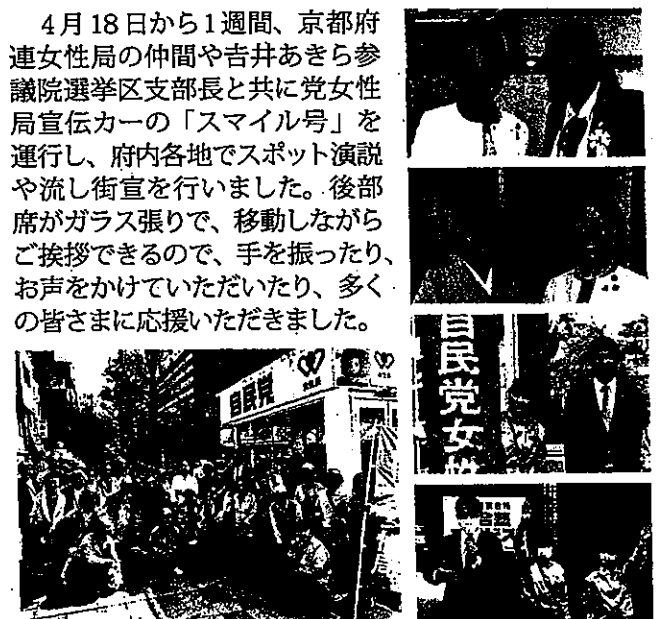 4月18日から1週間、京都府
連女性局の仲間や吉井あきら参
議院選挙区支部長と共に党女性
局宣伝カーの「スマイル号」を
運行し、府内各地でスポット演説
や流し街宣を行いました。後部
席がガラス張りで、移動しながら
ご挨拶できるので、手を振ったり、
お声をかけていただいたり、多く
の皆さまに応援いただきました。
自民党
自民党女性